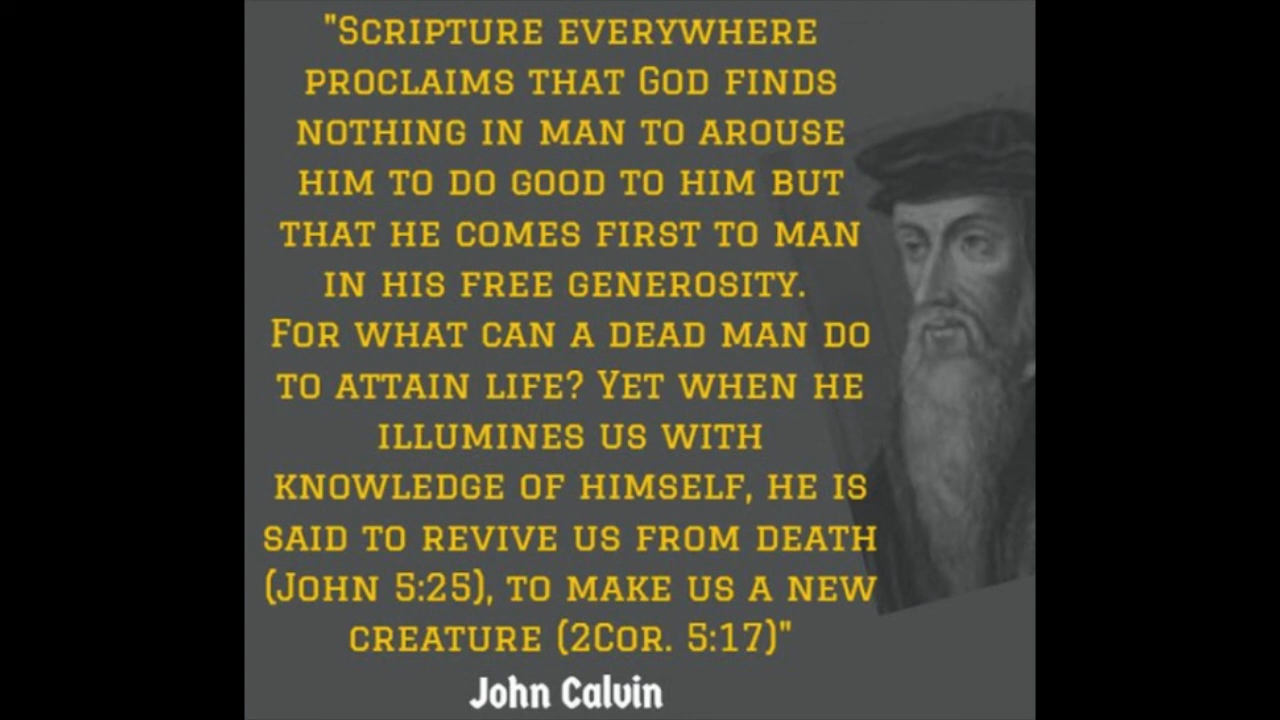 "Scripture everywhere
proclaims that God finds
nothing in man to arouse
him to do good to him but
that he comes first to man
in his free generosity.
For what can a dead man do
to attain life? Yet when he
illumines us with
knowledge of himself, he is
said to revive us from death
(John 5:25), to make us a new
creature (2Cor. 5:17)"
John Calvin